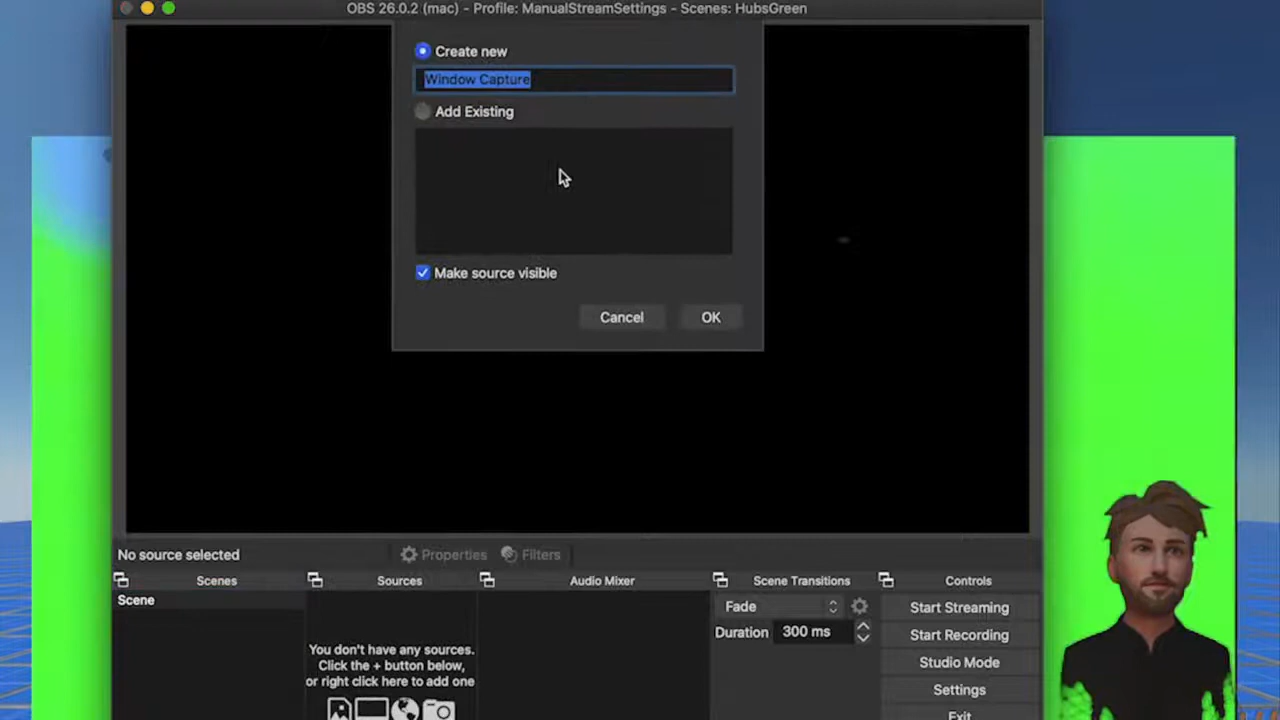 OBS 26.0.2 (mac) - Profile: ManualStreamSettings - Scenes: HubsGreen
Create new
Window Capture
Add Existing
Make source visible
Cancel
OK
No source selected
Properties
Filters
Scenes
Sources
Audio Mixer
Scene Transitions
Controls
Scene
You don't have any sources.
Click the + button below,
or right click here to add one
Fade
Duration 300 ms
Start Streaming
Start Recording
Studio Mode
Settings
Exit